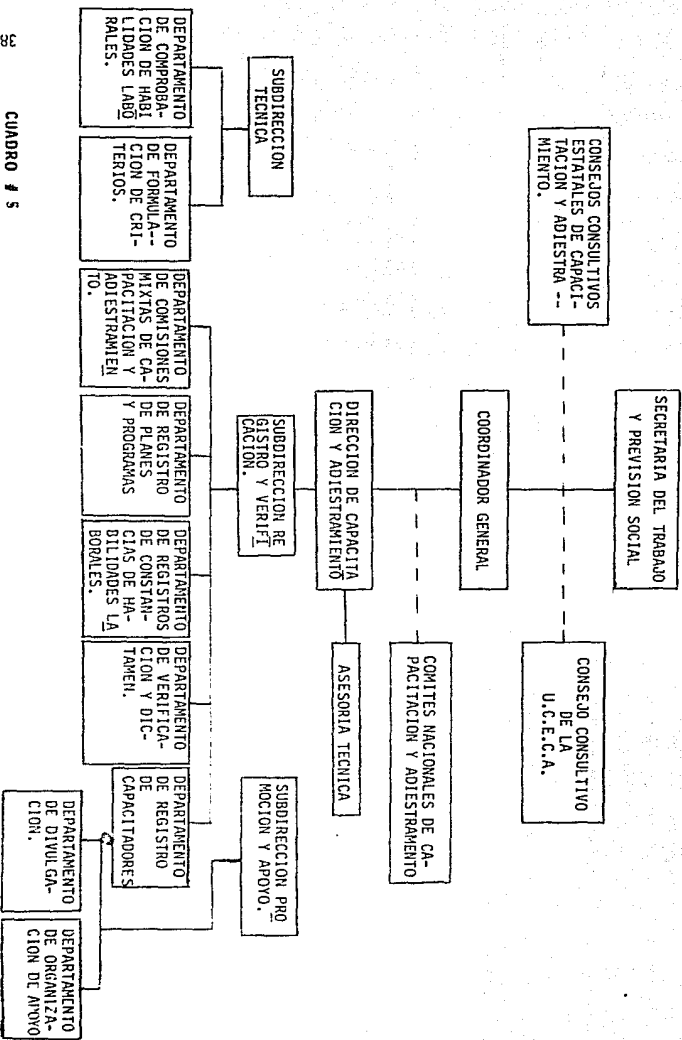 SECRETARIA DEL TRABAJO
Y PREVISION SOCIAL
CONSEJOS CONSULTIVOS
ESTATALES DE CAPACI-
TACION Y ADIESTRA --
MIENTO.
CONSEJO CONSULTIVO
DE LA
U.C.E.C.A.
COORDINADOR GENERAL
COMITES NACIONALES DE CA-
PACITACION Y ADIESTRAMENTO
DIRECCION DE CAPACITA
CION Y ADIESTRAMIENTO
ASESORIA TECNICA
SUBDIRECCION
TECNICA
SUBDIRECCION RE
GISTRO Y VERIFI
CACION.
SUBDIRECCION PRO
MOCION Y APOYO.
DEPARTAMENTO
DE COMPROBA-
CION DE HABI
LIDADES LABO
RALES.
DEPARTAMENTO
DE FORMULA--
CION DE CRI-
TERIOS.
DEPARTAMENTO
DE COMISIONES
MIXTAS DE CA-
PACITACION Y
ADIESTRAMIEN
TO.
DEPARTAMENTO
DE REGISTRO
DE PLANES
Y PROGRAMAS
DEPARTAMENTO
DE REGISTROS
DE CONSTAN-
CIAS DE HA-
BILIDADES LA
BORALES.
DEPARTAMENTO
DE VERIFICA-
CION Y DIC-
TAMEN.
DEPARTAMENTO
DE REGISTRO
DE
CAPACITADORES
DEPARTAMENTO
DE DIVULGA-
CION.
DEPARTAMENTO
DE ORGANIZA-
CION DE APOYO
CUADRO # 5
38